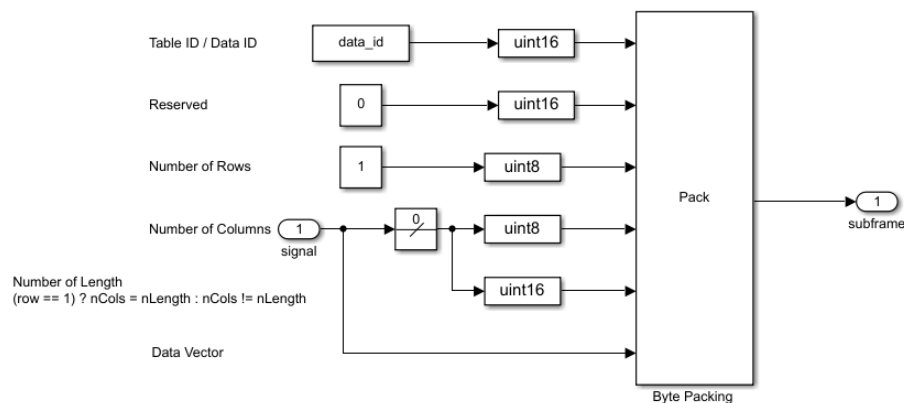 Table ID / Data ID
data_id
uint16
Reserved
0
uint16
Number of Rows
1
uint8
Pack
Number of Columns
1
signal
0
uint8
1
subframe
Number of Length
(row == 1) ? nCols = nLength : nCols != nLength
uint16
Data Vector
Byte Packing